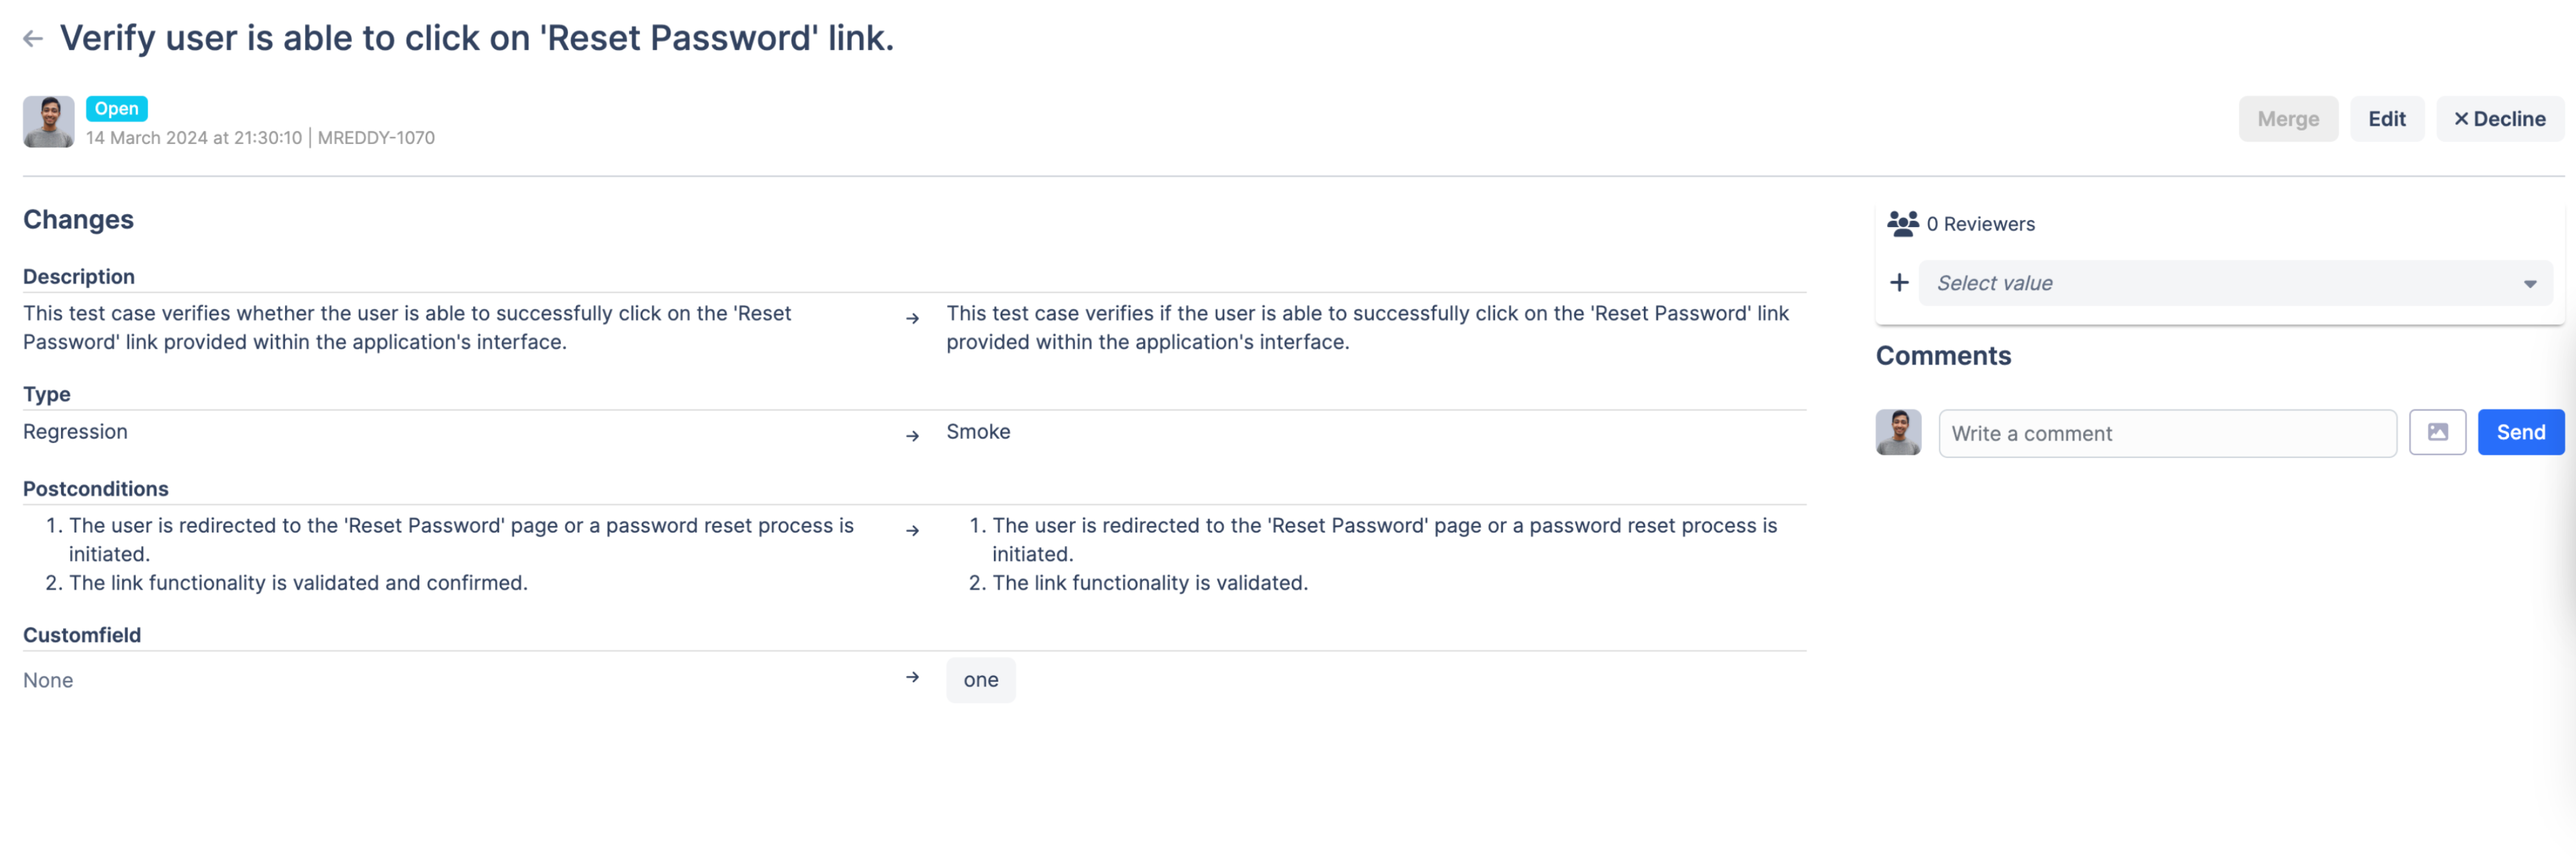 Verify user is able to click on 'Reset Password' link.
Open
14 March 2024 at 21:30:10 | MREDDY-1070
Merge
Edit
× Decline
Changes
Description
This test case verifies whether the user is able to successfully click on the 'Reset
Password' link provided within the application's interface.
→
This test case verifies if the user is able to successfully click on the 'Reset Password' link
provided within the application's interface.
Type
Regression
→
Smoke
Postconditions
1. The user is redirected to the 'Reset Password' page or a password reset process is
initiated.
2. The link functionality is validated and confirmed.
→
1. The user is redirected to the 'Reset Password' page or a password reset process is
initiated.
2. The link functionality is validated.
Customfield
None
→
one
0 Reviewers
+ Select value
Comments
Write a comment
Send